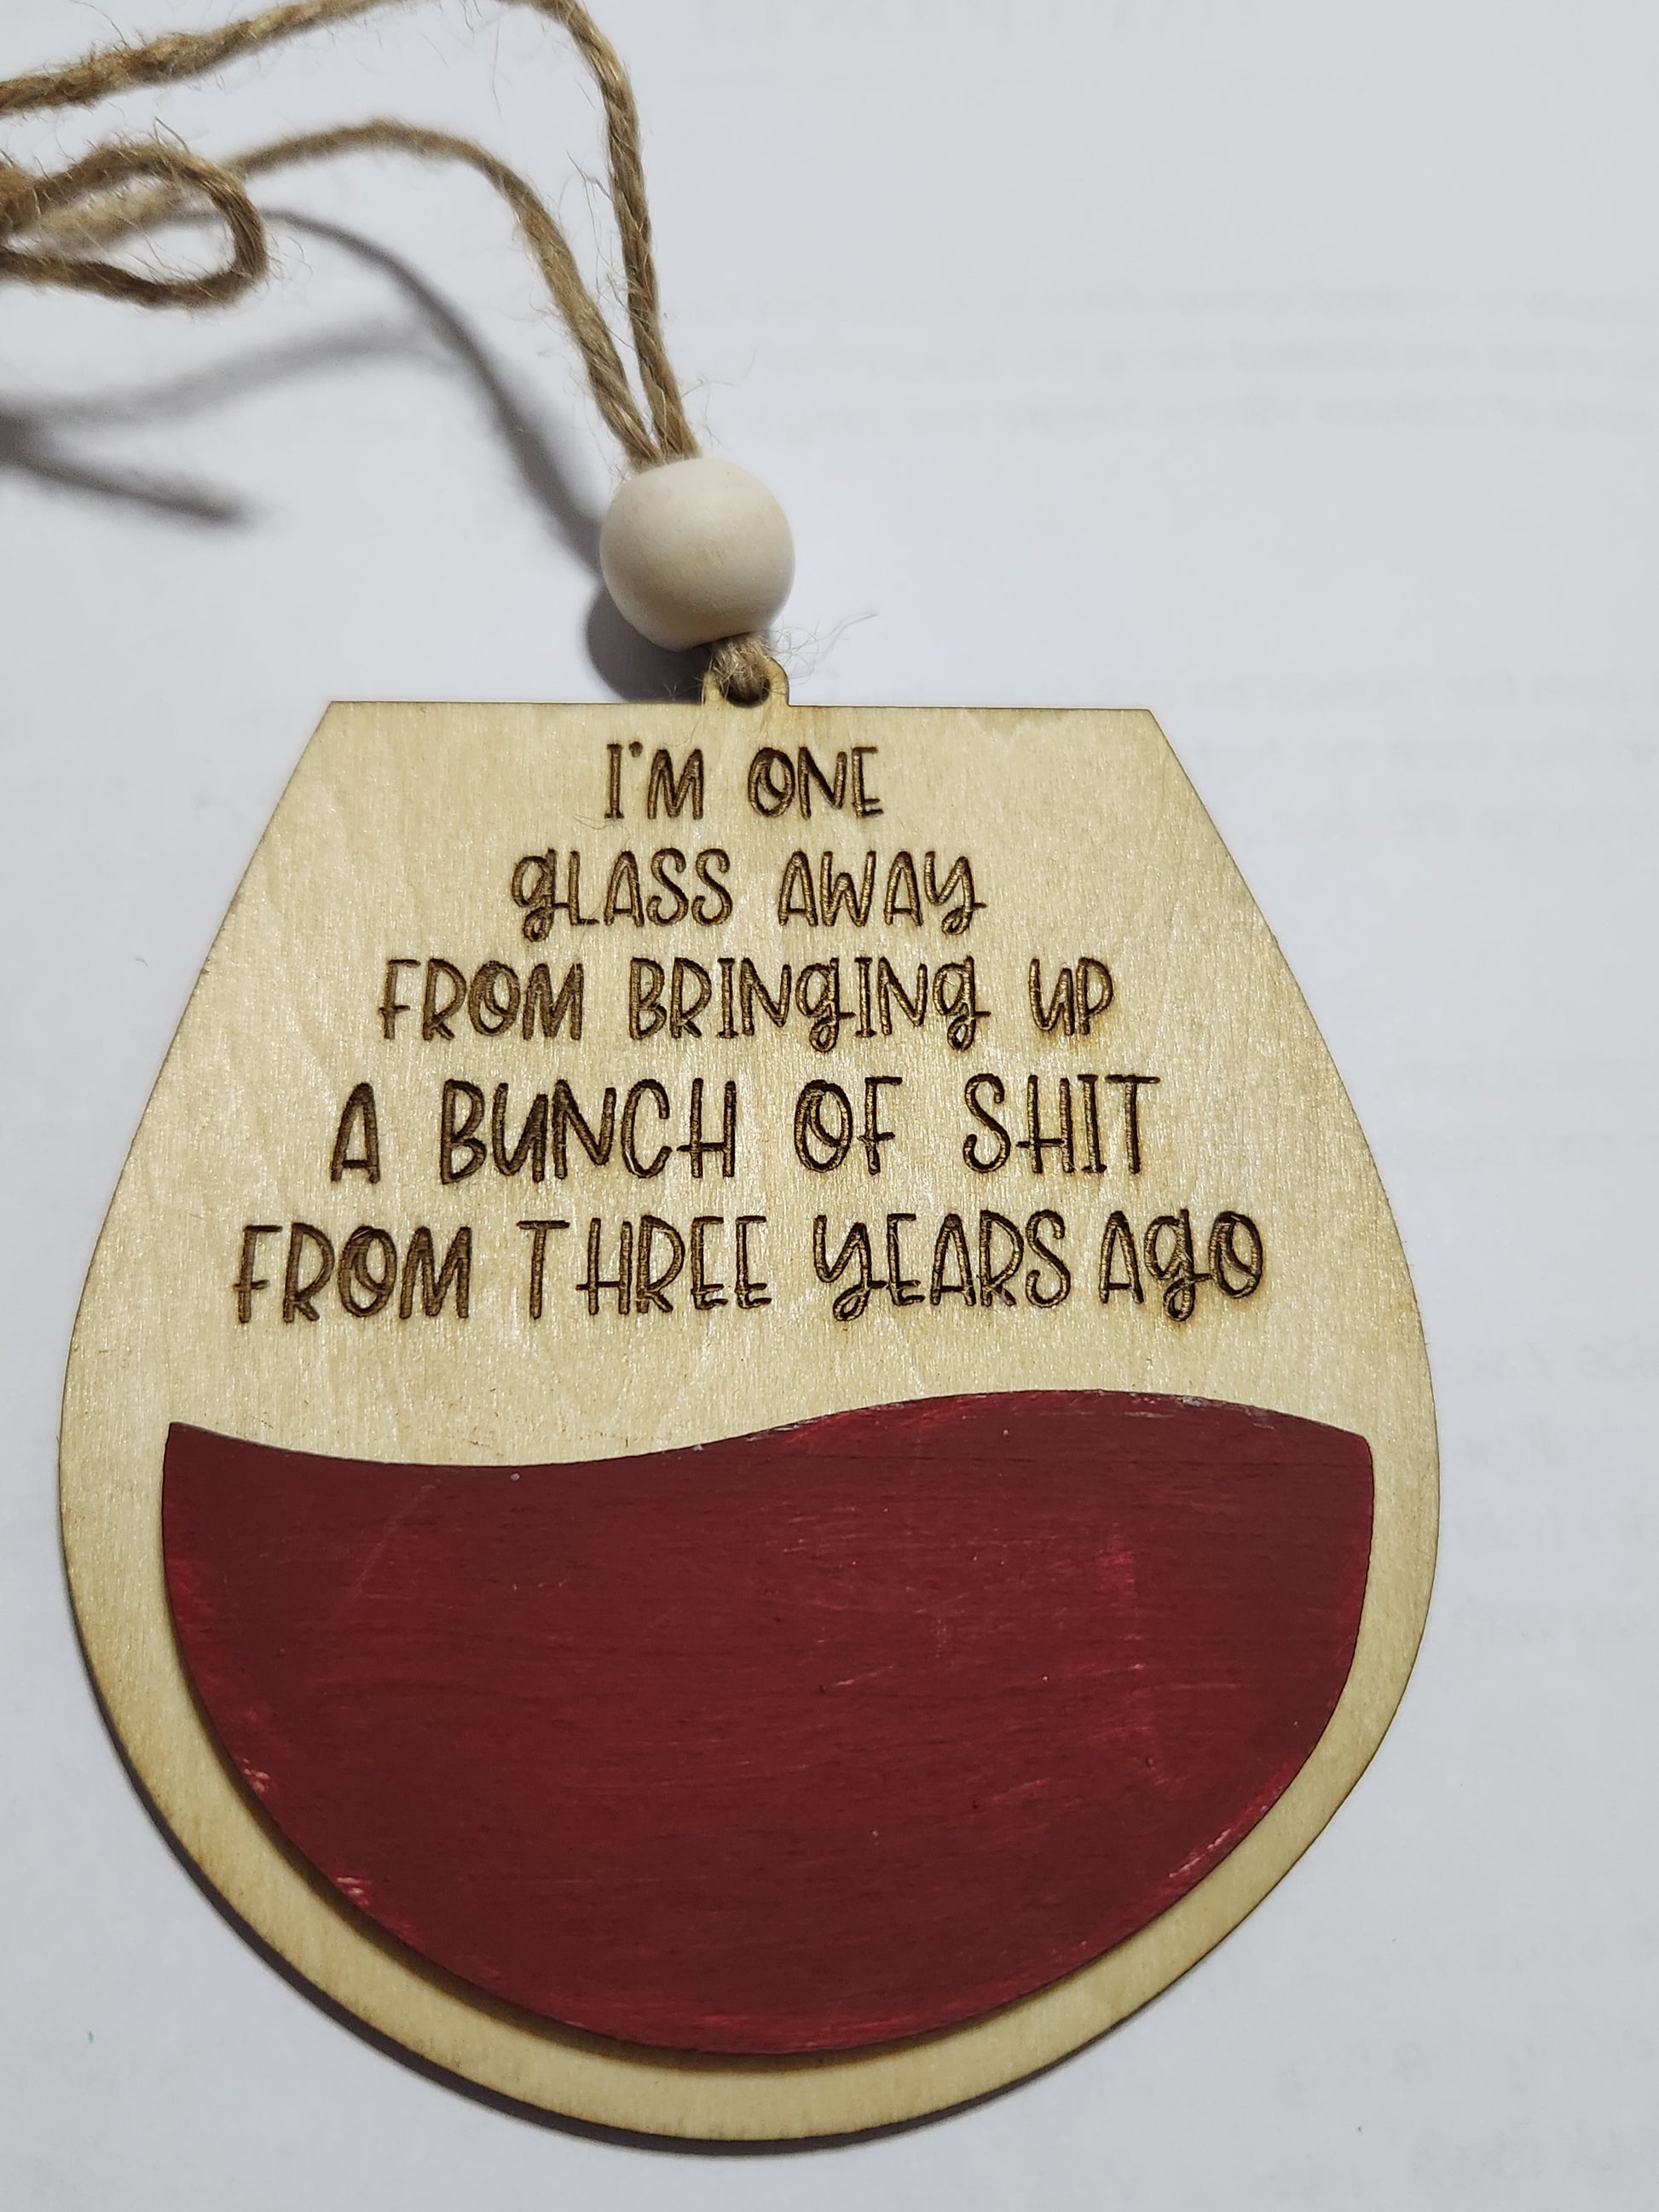 I'M ONE
GLASS AWAY
FROM BRINGING UP
A BUNCH OF SHIT
FROM THREE YEARS AGO